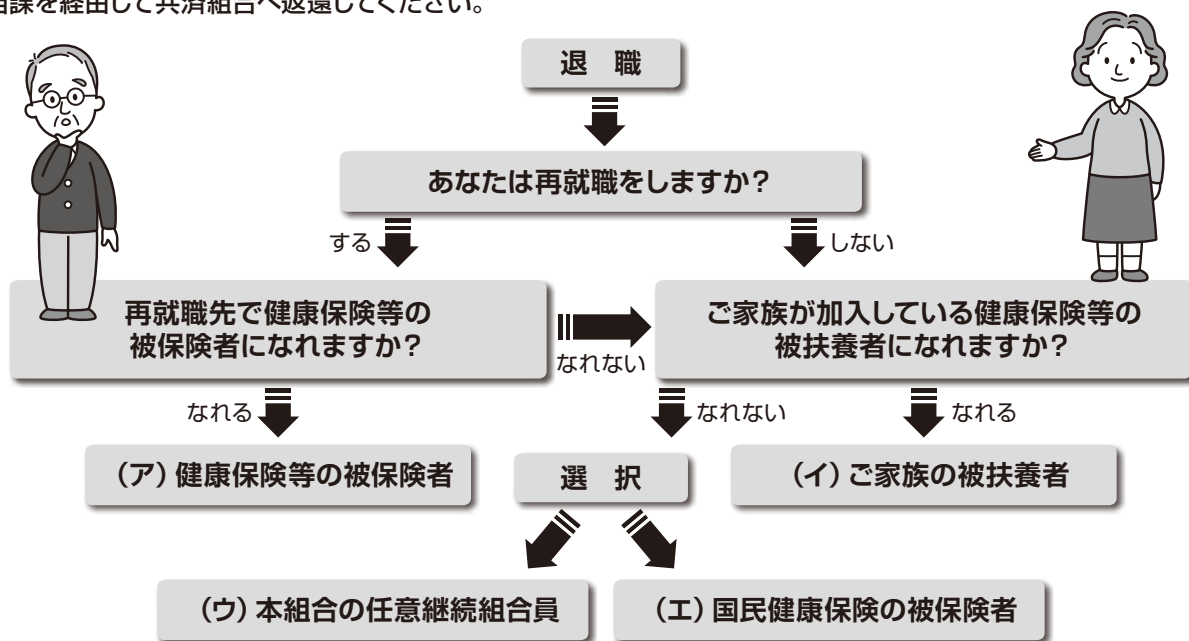 課を経由して共済組合へ返還してください。
退　職
あなたは再就職をしますか？
する
しない
再就職先で健康保険等の
被保険者になれますか？
なれない
ご家族が加入している健康保険等の
被扶養者になれますか？
なれる
なれない
なれる
（ア）健康保険等の被保険者
選　択
（イ）ご家族の被扶養者
（ウ）本組合の任意継続組合員
（エ）国民健康保険の被保険者